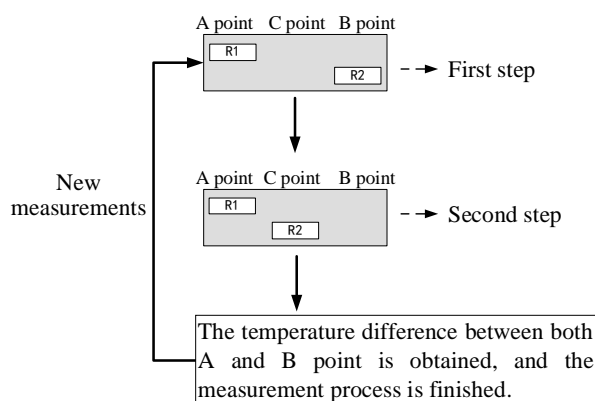 A point C point B point
R1
R2
First step
A point C point B point
R1
R2
Second step
New
measurements
The temperature difference between both
A and B point is obtained, and the
measurement process is finished.